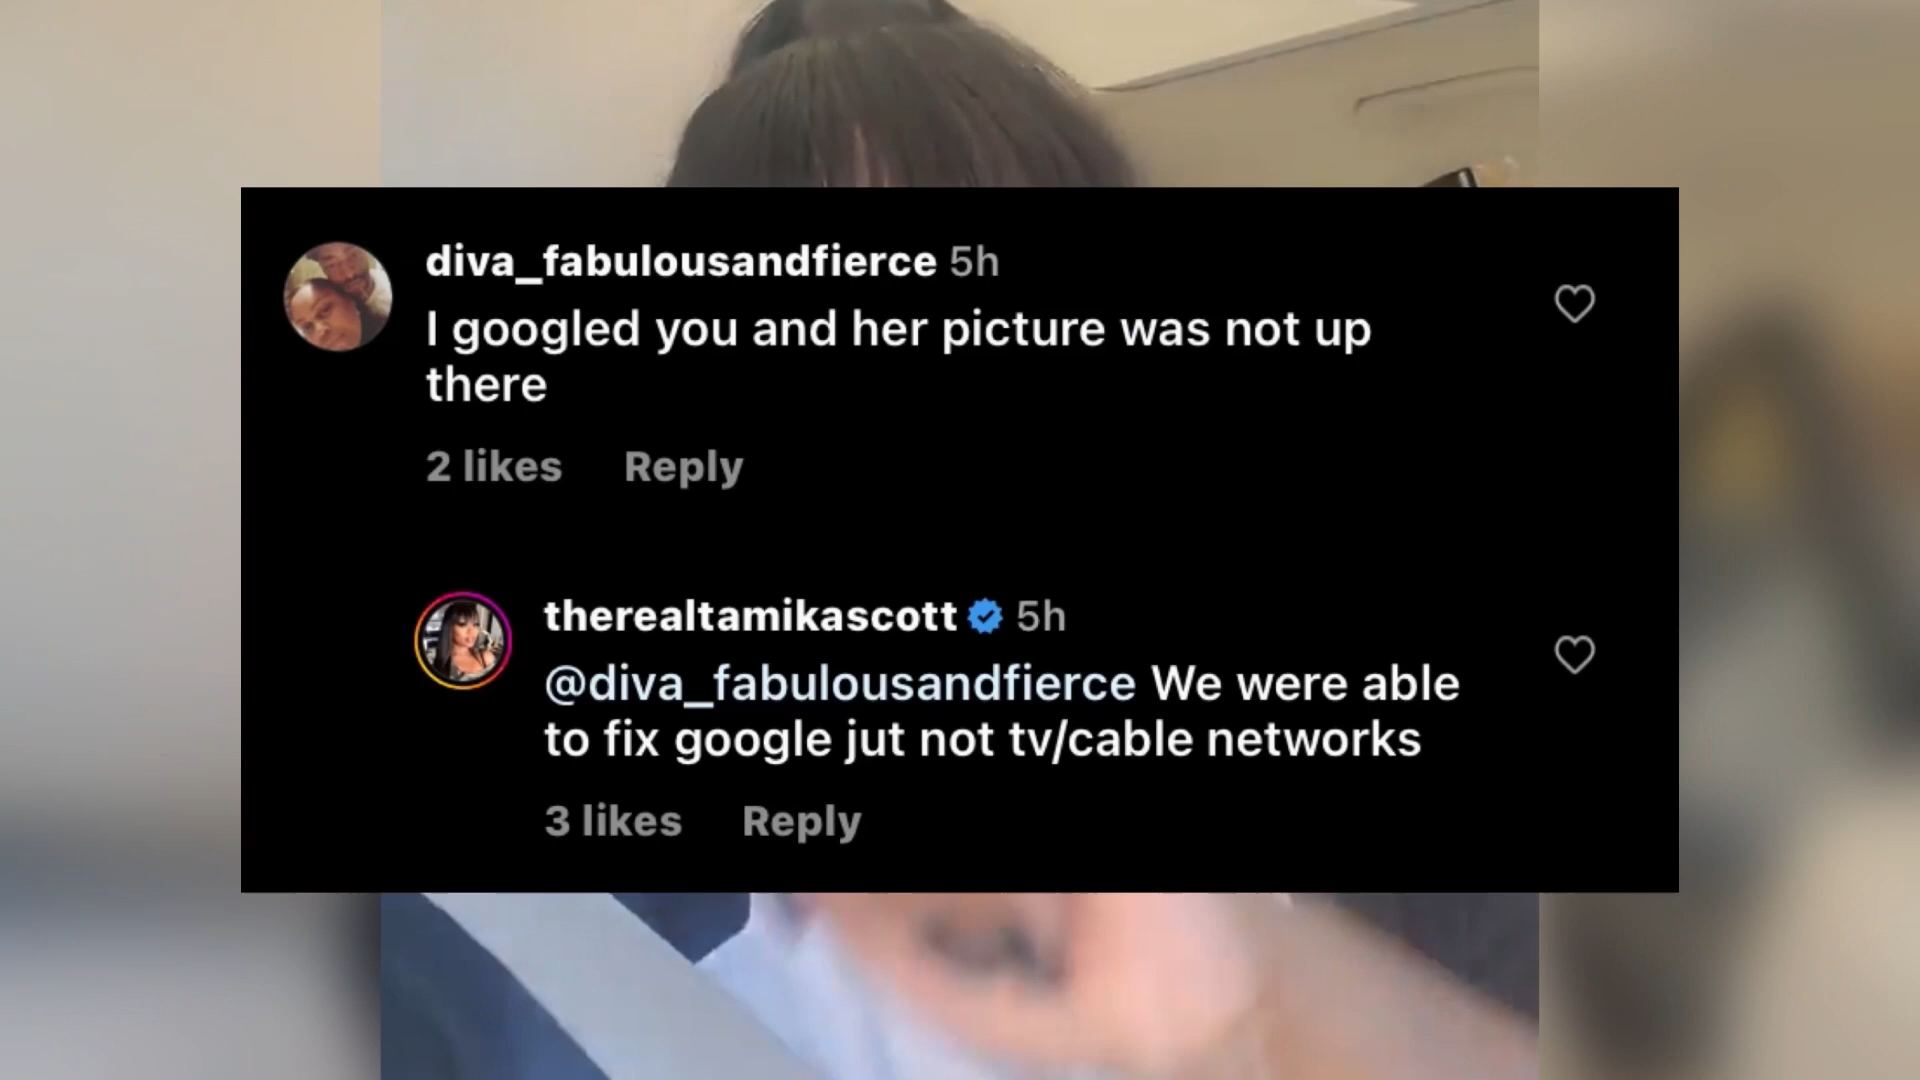 diva_fabulousandfierce 5h
I googled you and her picture was not up
there
2 likes Reply
therealtamikascott 5h
@diva_fabulousandfierce We were able
to fix google jut not tv/cable networks
3 likes Reply